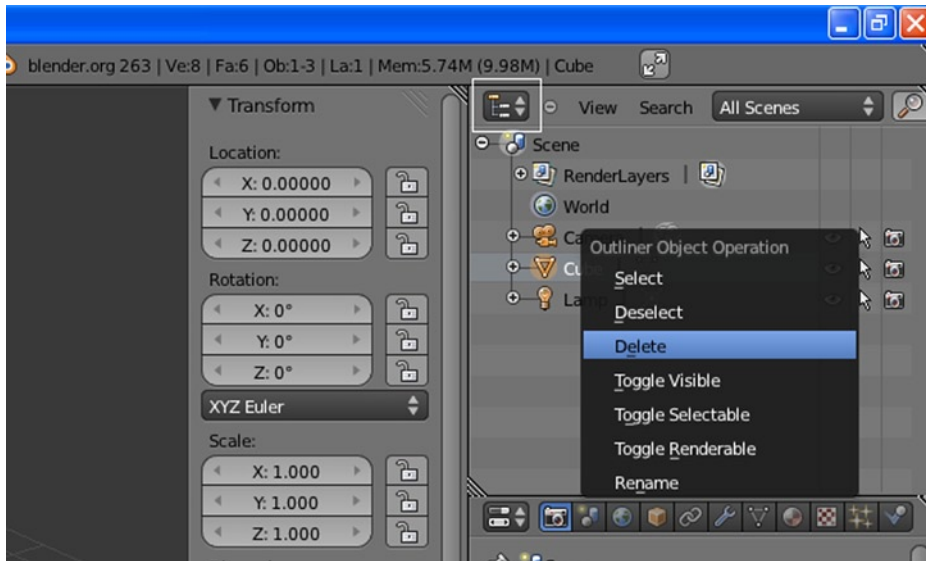 blender.org 263 | Ve:8 | Fa:6 | Ob:1-3 | La:1 | Mem:5.74M (9.98M) | Cube
Transform
Location:
X: 0.00000
Y: 0.00000
Z: 0.00000
Rotation:
X: 0°
Y: 0°
Z: 0°
XYZ Euler
Scale:
X: 1.000
Y: 1.000
Z: 1.000
View Search All Scenes
Scene
RenderLayers |
World
Outliner Object Operation
Select
Deselect
Delete
Toggle Visible
Toggle Selectable
Toggle Renderable
Rename